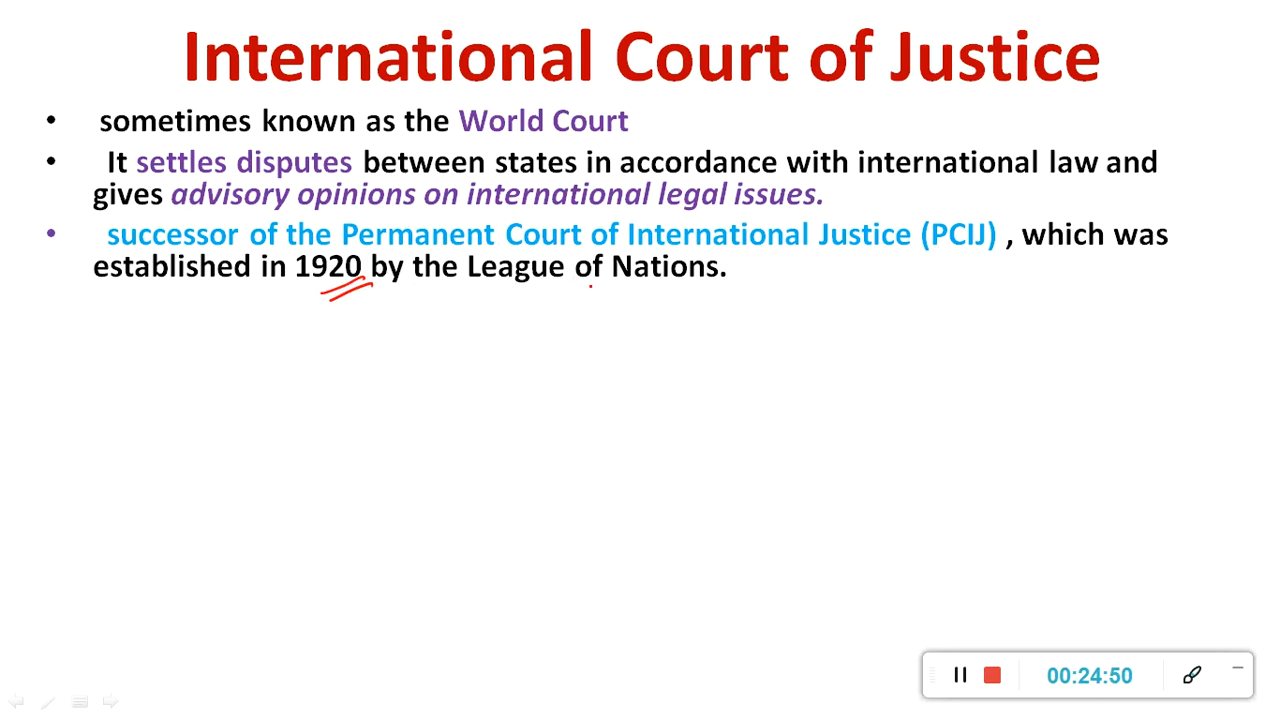 International Court of Justice
• sometimes known as the World Court
• It settles disputes between states in accordance with international law and
gives advisory opinions on international legal issues.
• successor of the Permanent Court of International Justice (PCIJ) , which was
established in 1920 by the League of Nations.
00:24:50